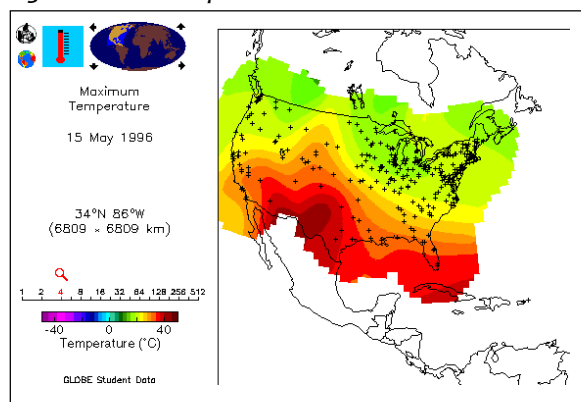 Maximum
Temperature
15 May 1996
34°N 86°W
(6809 × 6809 km)
1 2 4 8 16 32 64 128 256 512
-40 0 40
Temperature (°C)
GLOBE Student Data